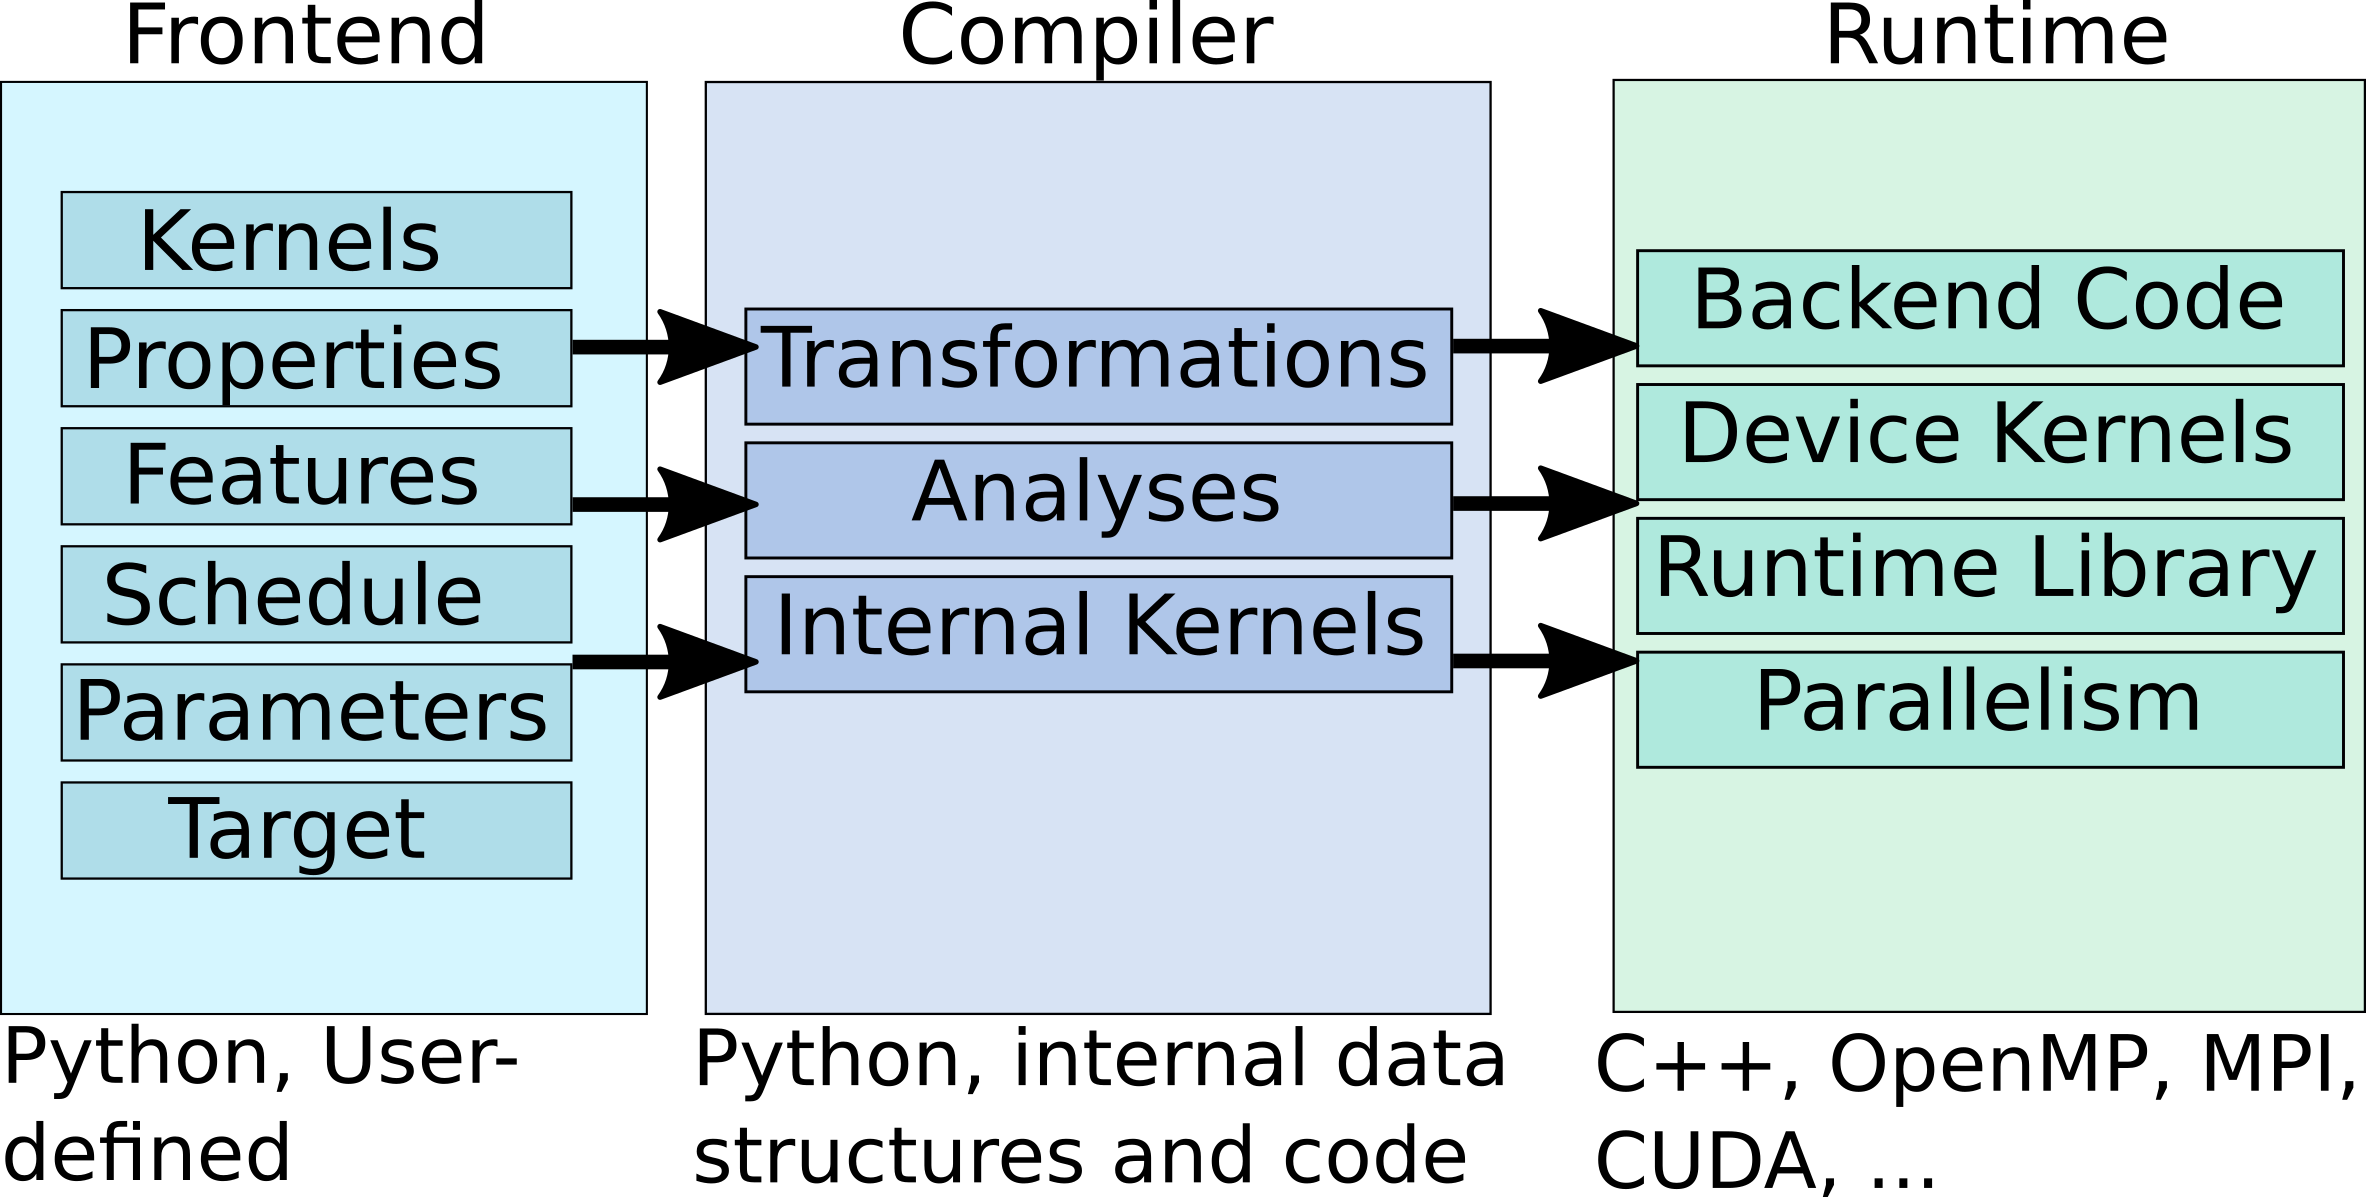 Frontend
Compiler
Runtime
Kernels
Properties
Features
Schedule
Parameters
Target
Transformations
Analyses
Internal Kernels
Backend Code
Device Kernels
Runtime Library
Parallelism
Python, User-
defined
Python, internal data
structures and code
C++, OpenMP, MPI,
CUDA, ...